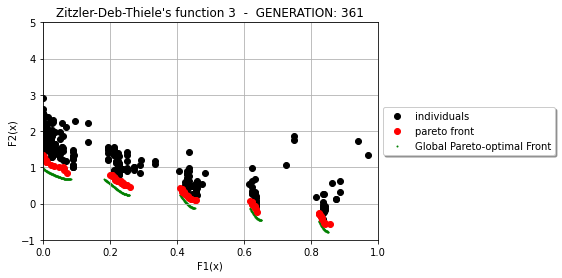 Zitzler-Deb-Thiele's function 3 - GENERATION: 361
5
4
3
2
1
0
−1
F2(x)
0.0 0.2 0.4 0.6 0.8 1.0
F1(x)
individuals
pareto front
Global Pareto-optimal Front